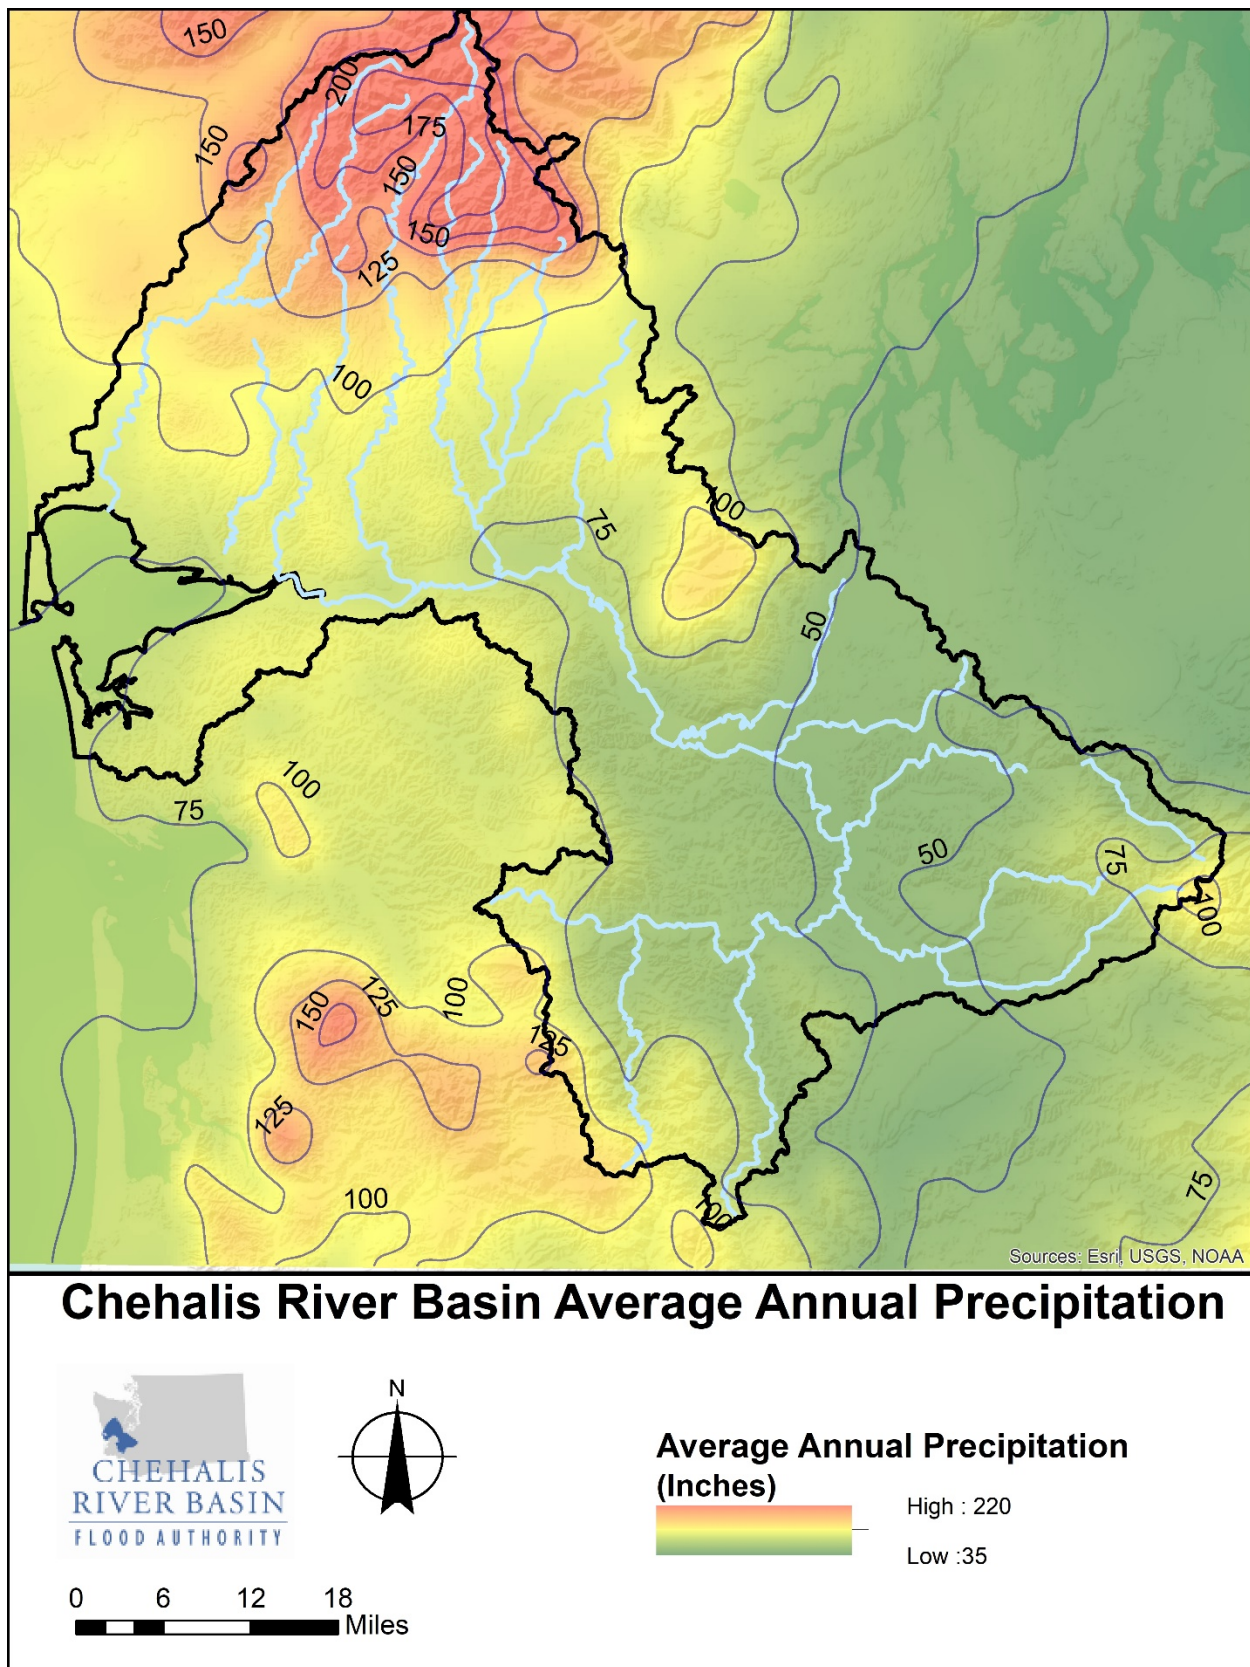 150
200
175
150
150
150
125
100
100
75
50
100
75
50
75
100
100
125
150
125
125
100
100
75
Sources: Esri, USGS, NOAA
Chehalis River Basin Average Annual Precipitation
N
CHEHALIS
RIVER BASIN
FLOOD AUTHORITY
Average Annual Precipitation
(Inches)
High : 220
Low :35
0 6 12 18
Miles